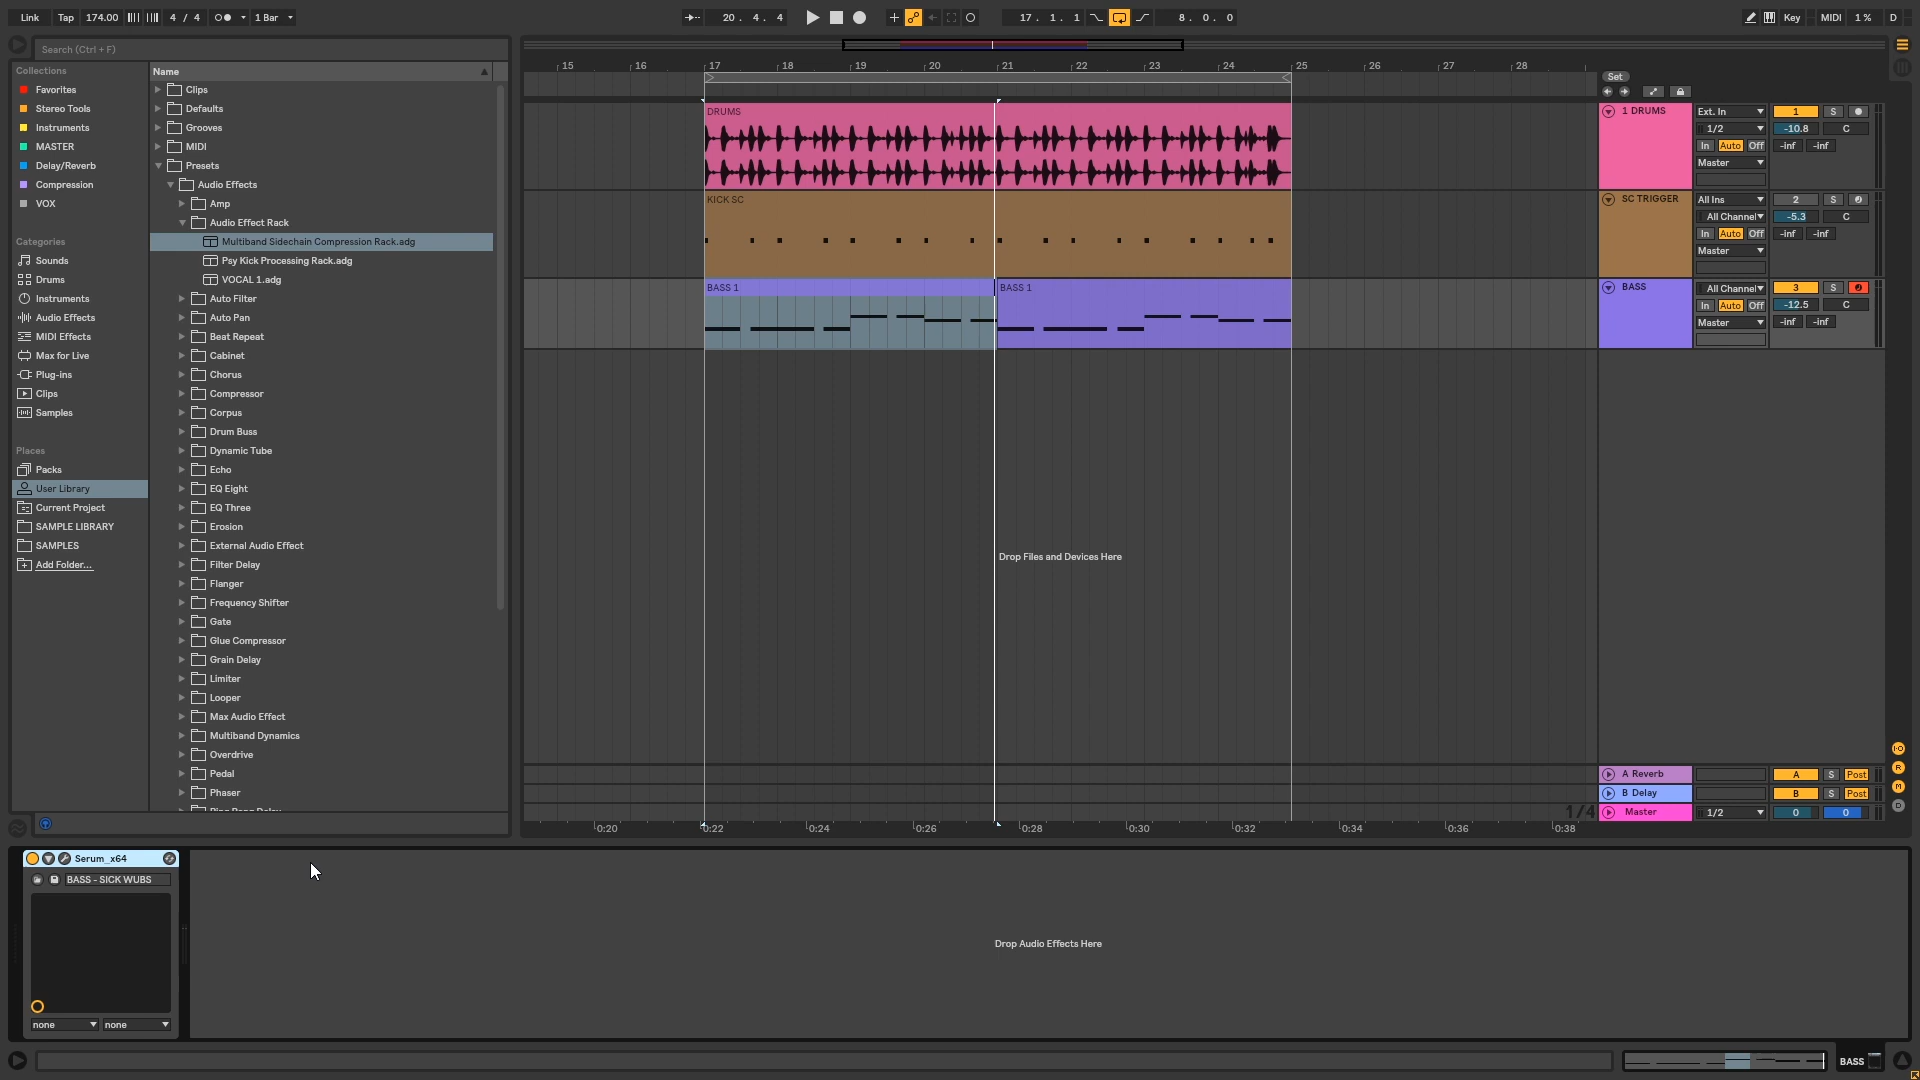 Link Tap 174.00 4 / 4 1 Bar 20 . 4 . 4 17 . 1 . 1 8 . 0 . 0 Key MIDI 1 % D
Search (Ctrl + F)
Collections
Favorites
Stereo Tools
Instruments
MASTER
Delay/Reverb
Compression
VOX
Categories
Sounds
Drums
Instruments
Audio Effects
MIDI Effects
Max for Live
Plug-ins
Clips
Samples
Places
Packs
User Library
Current Project
SAMPLE LIBRARY
SAMPLES
Add Folder...
Name
Clips
Defaults
Grooves
MIDI
Presets
Audio Effects
Amp
Audio Effect Rack
Multiband Sidechain Compression Rack.adg
Psy Kick Processing Rack.adg
VOCAL 1.adg
Auto Filter
Auto Pan
Beat Repeat
Cabinet
Chorus
Compressor
Corpus
Drum Buss
Dynamic Tube
Echo
EQ Eight
EQ Three
Erosion
External Audio Effect
Filter Delay
Flanger
Frequency Shifter
Gate
Glue Compressor
Grain Delay
Limiter
Looper
Max Audio Effect
Multiband Dynamics
Overdrive
Pedal
Phaser
15 16 17 18 19 20 21 22 23 24 25 26 27 28
Set
DRUMS
KICK SC
BASS 1 BASS 1
Drop Files and Devices Here
1 DRUMS Ext. In 1 S
1/2 -10.8 C
In Auto Off -inf -inf
Master
SC TRIGGER All Ins 2 S
All Channel -5.3 C
In Auto Off -inf -inf
Master
BASS All Channel 3 S
In Auto Off -12.5 C
Master -inf -inf
A Reverb A S Post
B Delay B S Post
1/4 Master 1/2 0 0
0:20 0:22 0:24 0:26 0:28 0:30 0:32 0:34 0:36 0:38
I·O
R
M
D
Serum_x64
BASS - SICK WUBS
none none
Drop Audio Effects Here
BASS